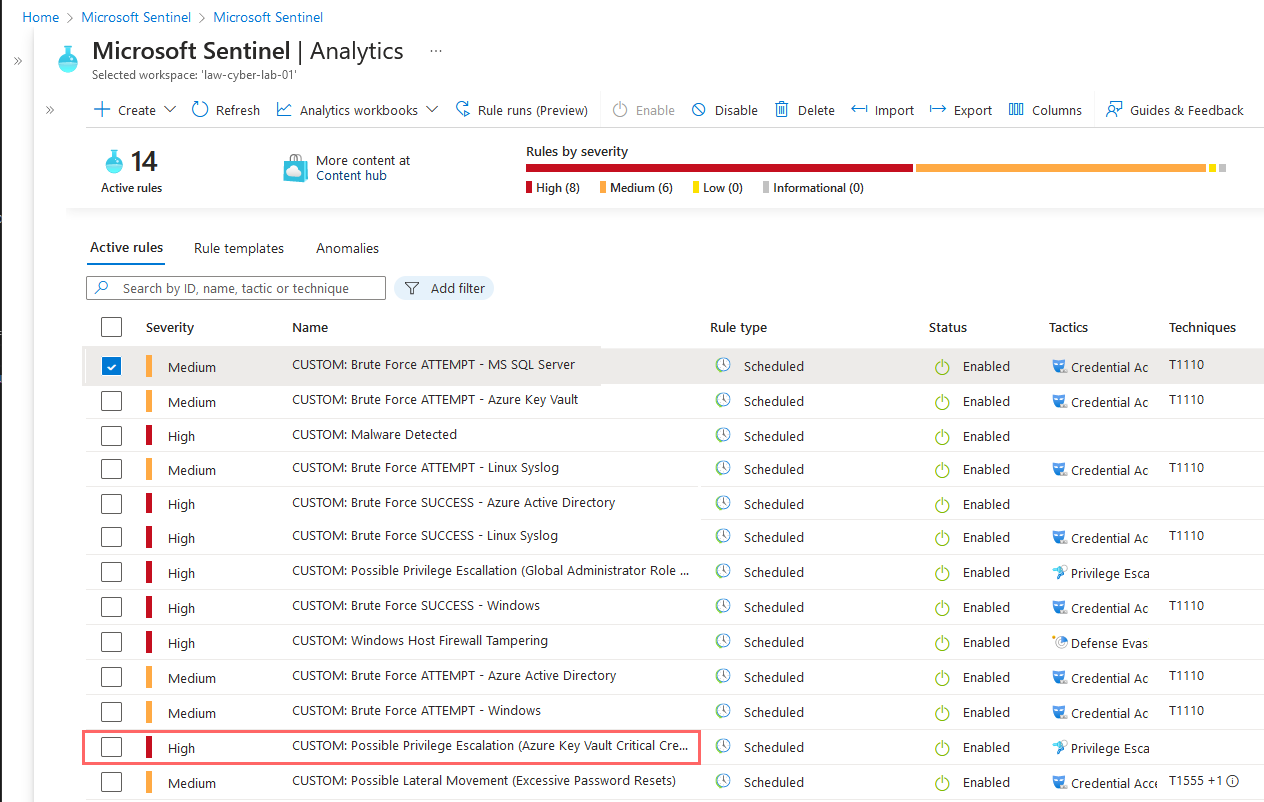 Home > Microsoft Sentinel > Microsoft Sentinel
Microsoft Sentinel | Analytics ...
Selected workspace: 'law-cyber-lab-01'
Create Refresh Analytics workbooks Rule runs (Preview) Enable Disable Delete Import Export Columns Guides & Feedback
14
Active rules
More content at
Content hub
Rules by severity
High (8) Medium (6) Low (0) Informational (0)
Active rules Rule templates Anomalies
Search by ID, name, tactic or technique Add filter
Severity Name Rule type Status Tactics Techniques
Medium CUSTOM: Brute Force ATTEMPT - MS SQL Server Scheduled Enabled Credential Ac T1110
Medium CUSTOM: Brute Force ATTEMPT - Azure Key Vault Scheduled Enabled Credential Ac T1110
High CUSTOM: Malware Detected Scheduled Enabled
Medium CUSTOM: Brute Force ATTEMPT - Linux Syslog Scheduled Enabled Credential Ac T1110
High CUSTOM: Brute Force SUCCESS - Azure Active Directory Scheduled Enabled
High CUSTOM: Brute Force SUCCESS - Linux Syslog Scheduled Enabled Credential Ac T1110
High CUSTOM: Possible Privilege Escallation (Global Administrator Role ... Scheduled Enabled Privilege Esca
High CUSTOM: Brute Force SUCCESS - Windows Scheduled Enabled Credential Ac T1110
High CUSTOM: Windows Host Firewall Tampering Scheduled Enabled Defense Evas
Medium CUSTOM: Brute Force ATTEMPT - Azure Active Directory Scheduled Enabled Credential Ac T1110
Medium CUSTOM: Brute Force ATTEMPT - Windows Scheduled Enabled Credential Ac T1110
High CUSTOM: Possible Privilege Escalation (Azure Key Vault Critical Cre... Scheduled Enabled Privilege Esca
Medium CUSTOM: Possible Lateral Movement (Excessive Password Resets) Scheduled Enabled Credential Acce T1555 +1